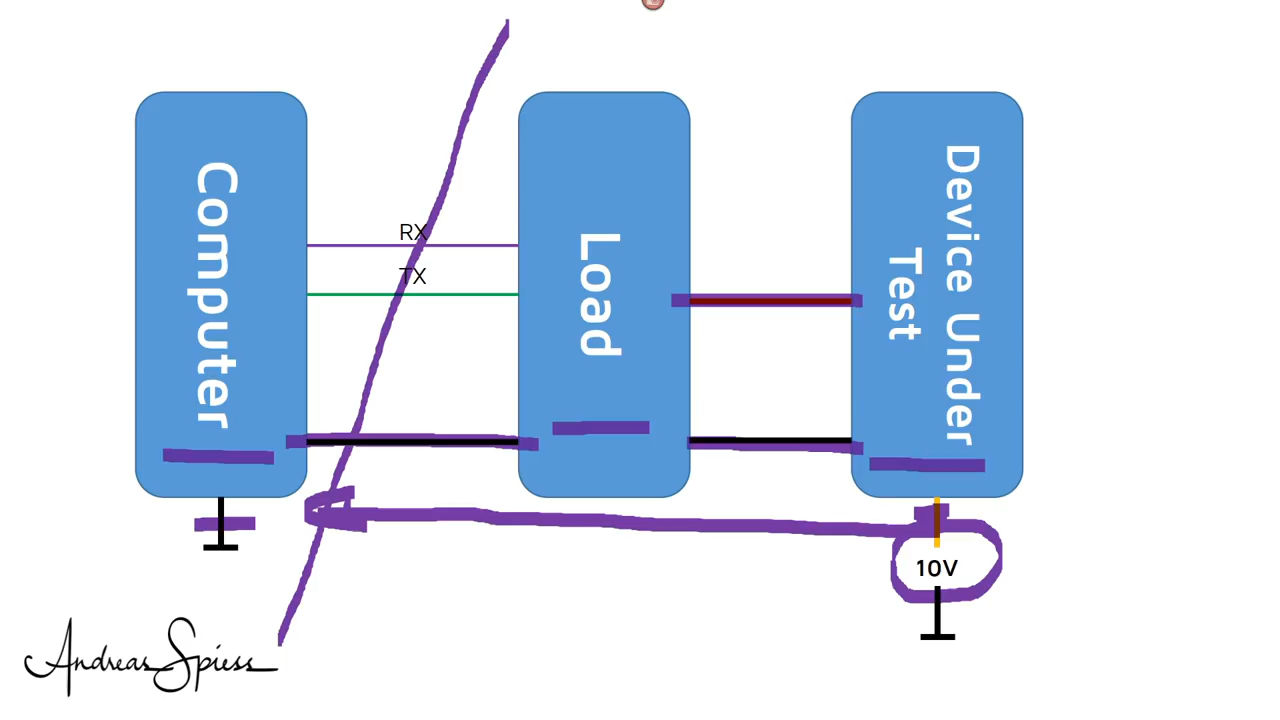 Computer
RX
TX
Load
Device Under
Test
10V
Andreas Spiess